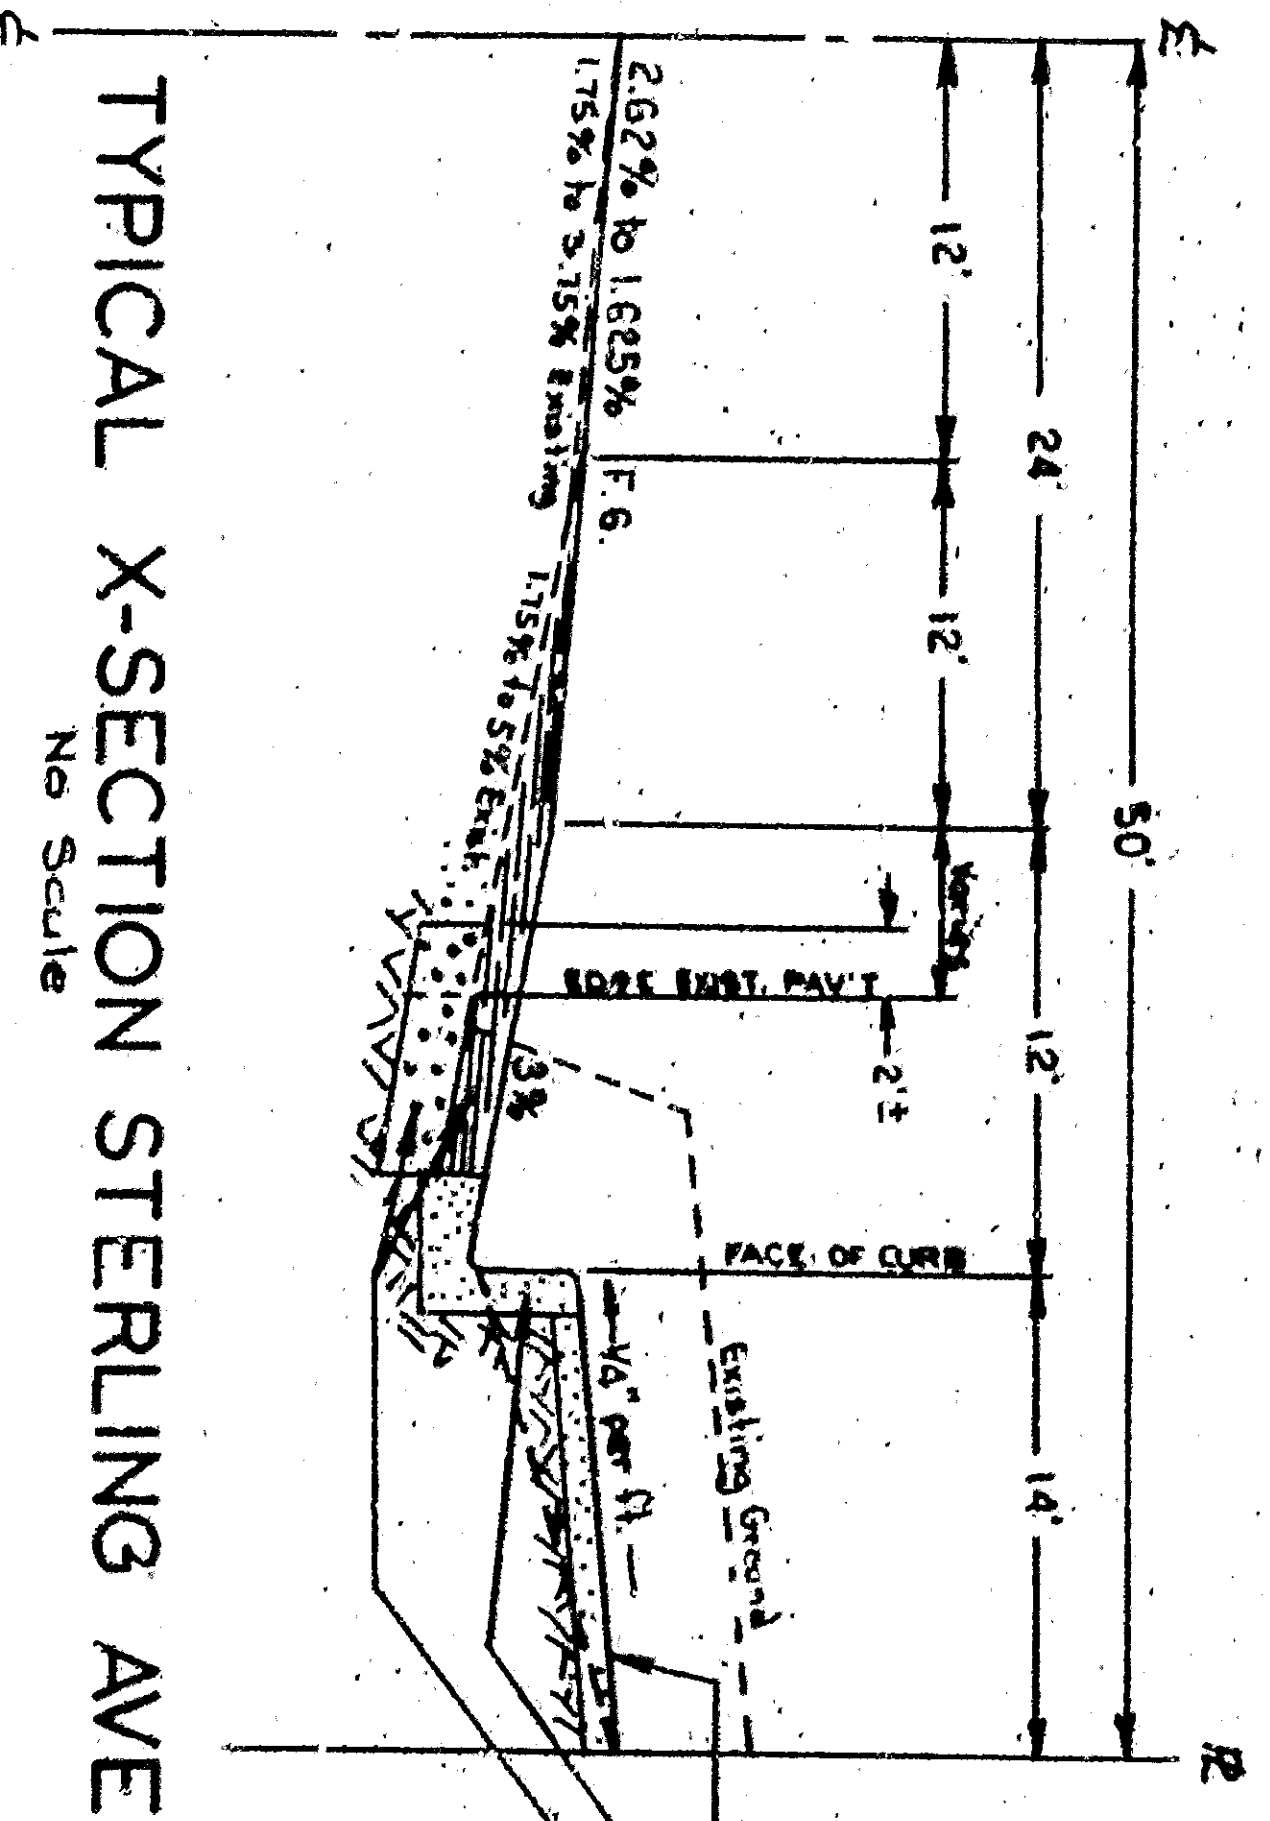 50'
24' 12' 14'
12' 12' Varies
2'±
EDGE EXIST. PAV'T
FACE OF CURB
Existing Ground
2.62% to 1.625% F.G.
1.75% to 3.75% Existing
1.75% to 5% Exist.
3%
1/4" per ft.
TYPICAL X-SECTION STERLING AVE
No Scale